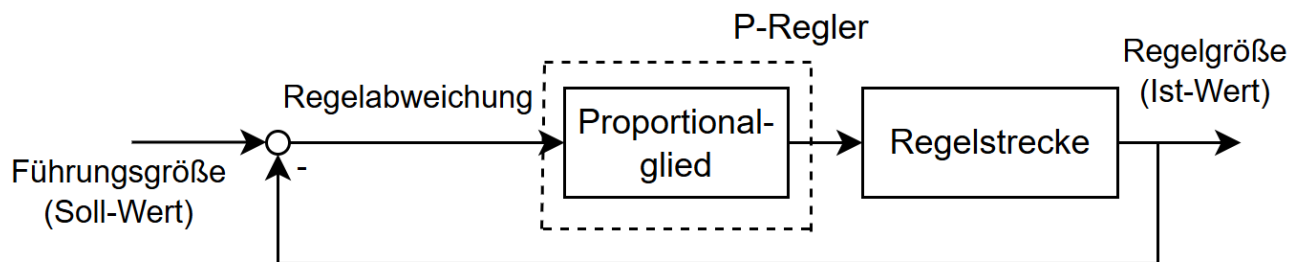 P-Regler
Regelgröße
(Ist-Wert)
Regelabweichung
Proportional-
glied
Regelstrecke
Führungsgröße
(Soll-Wert)
-